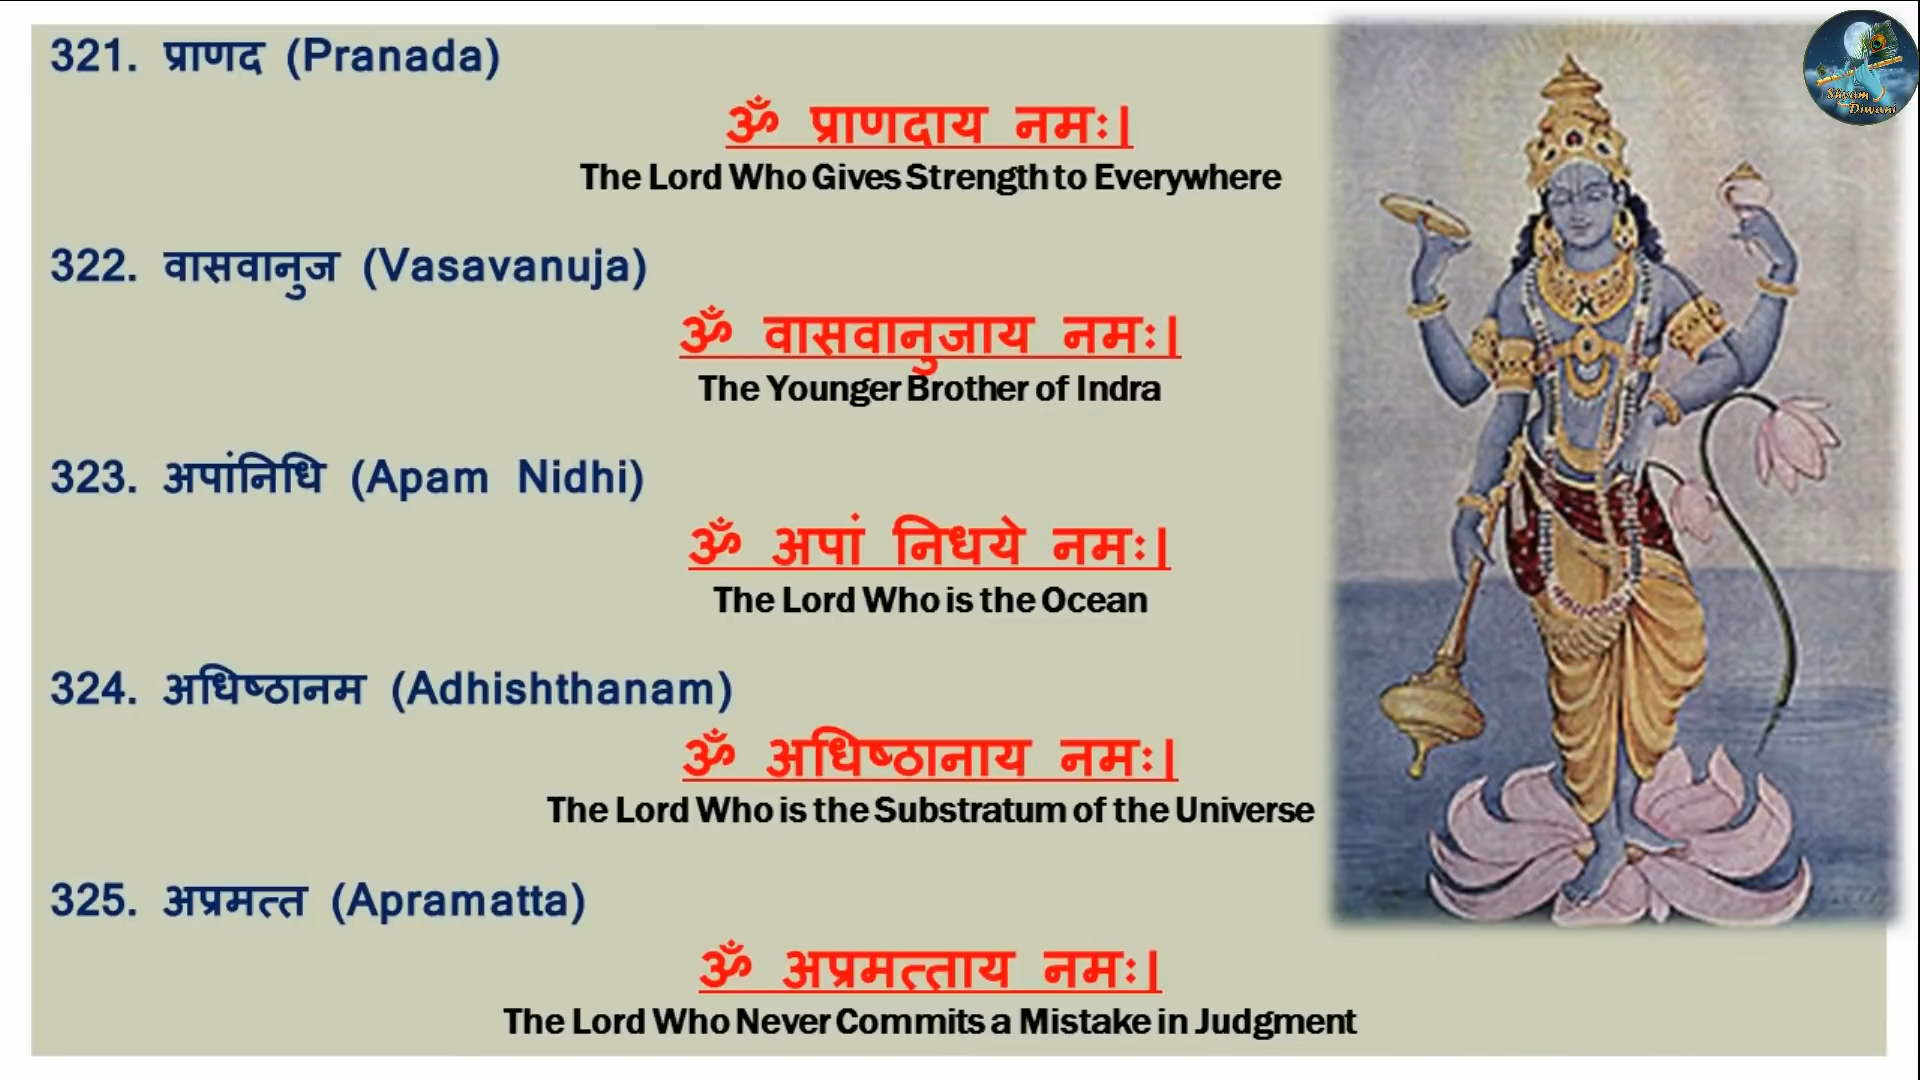 321. प्राणद (Pranada)
ॐ प्राणदाय नमः|
The Lord Who Gives Strength to Everywhere
322. वासवानुज (Vasavanuja)
ॐ वासवानुजाय नमः|
The Younger Brother of Indra
323. अपांनिधि (Apam Nidhi)
ॐ अपां निधये नमः|
The Lord Who is the Ocean
324. अधिष्ठानम (Adhishthanam)
ॐ अधिष्ठानाय नमः|
The Lord Who is the Substratum of the Universe
325. अप्रमत्त (Apramatta)
ॐ अप्रमत्ताय नमः|
The Lord Who Never Commits a Mistake in Judgment
Shyam
Diwani